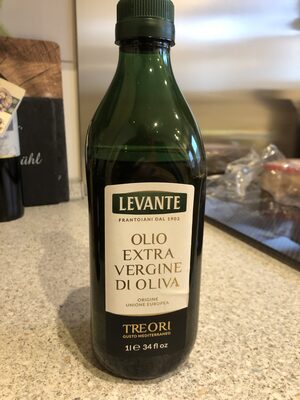 LEVANTE
FRANTOIANI DAL 1902
OLIO
EXTRA
VERGINE
DI OLIVA
ORIGINE
UNIONE EUROPEA
TREORI
GUSTO MEDITERRANEO
1l e 34 fl oz
ühl